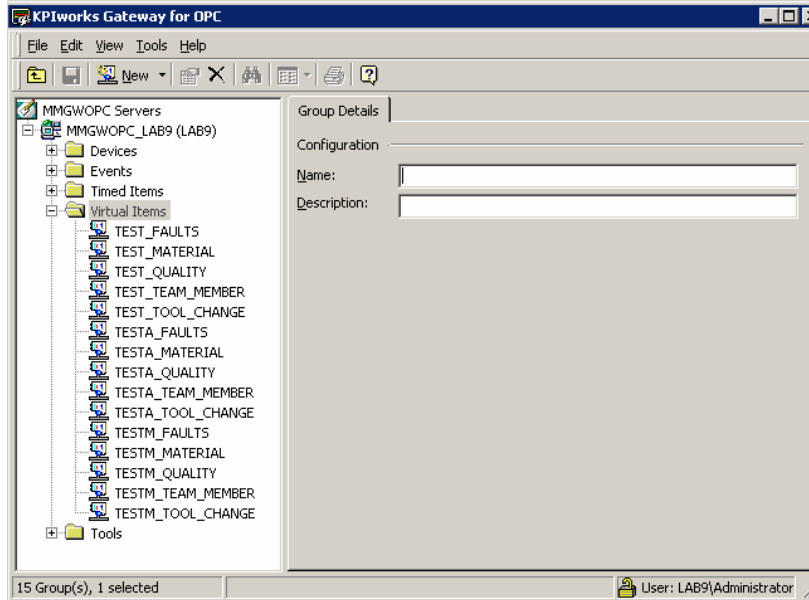 KPIworks Gateway for OPC
File Edit View Tools Help
New
MMGWOPC Servers
MMGWOPC_LAB9 (LAB9)
Devices
Events
Timed Items
Virtual Items
TEST_FAULTS
TEST_MATERIAL
TEST_QUALITY
TEST_TEAM_MEMBER
TEST_TOOL_CHANGE
TESTA_FAULTS
TESTA_MATERIAL
TESTA_QUALITY
TESTA_TEAM_MEMBER
TESTA_TOOL_CHANGE
TESTM_FAULTS
TESTM_MATERIAL
TESTM_QUALITY
TESTM_TEAM_MEMBER
TESTM_TOOL_CHANGE
Tools
Group Details
Configuration
Name:
Description:
15 Group(s), 1 selected
User: LAB9\Administrator